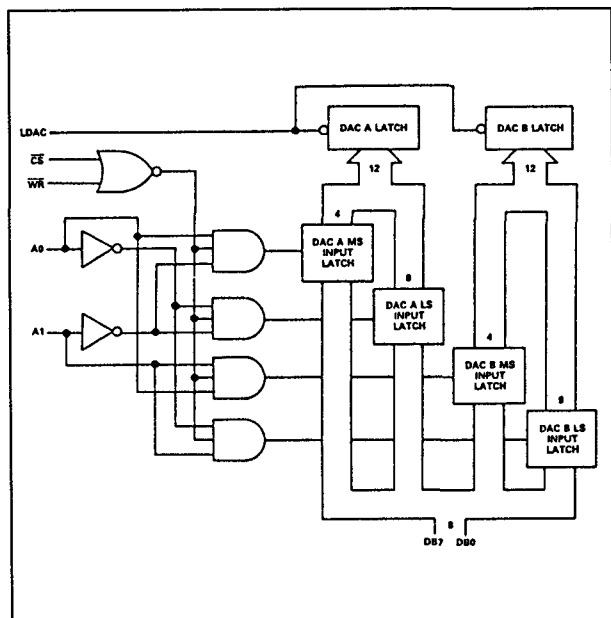 LDAC
DAC A LATCH
DAC B LATCH
CS
WR
12
12
A0
4
DAC A MS
INPUT
LATCH
8
DAC A LS
INPUT
LATCH
A1
4
DAC B MS
INPUT
LATCH
8
DAC B LS
INPUT
LATCH
8
DB7 DB0